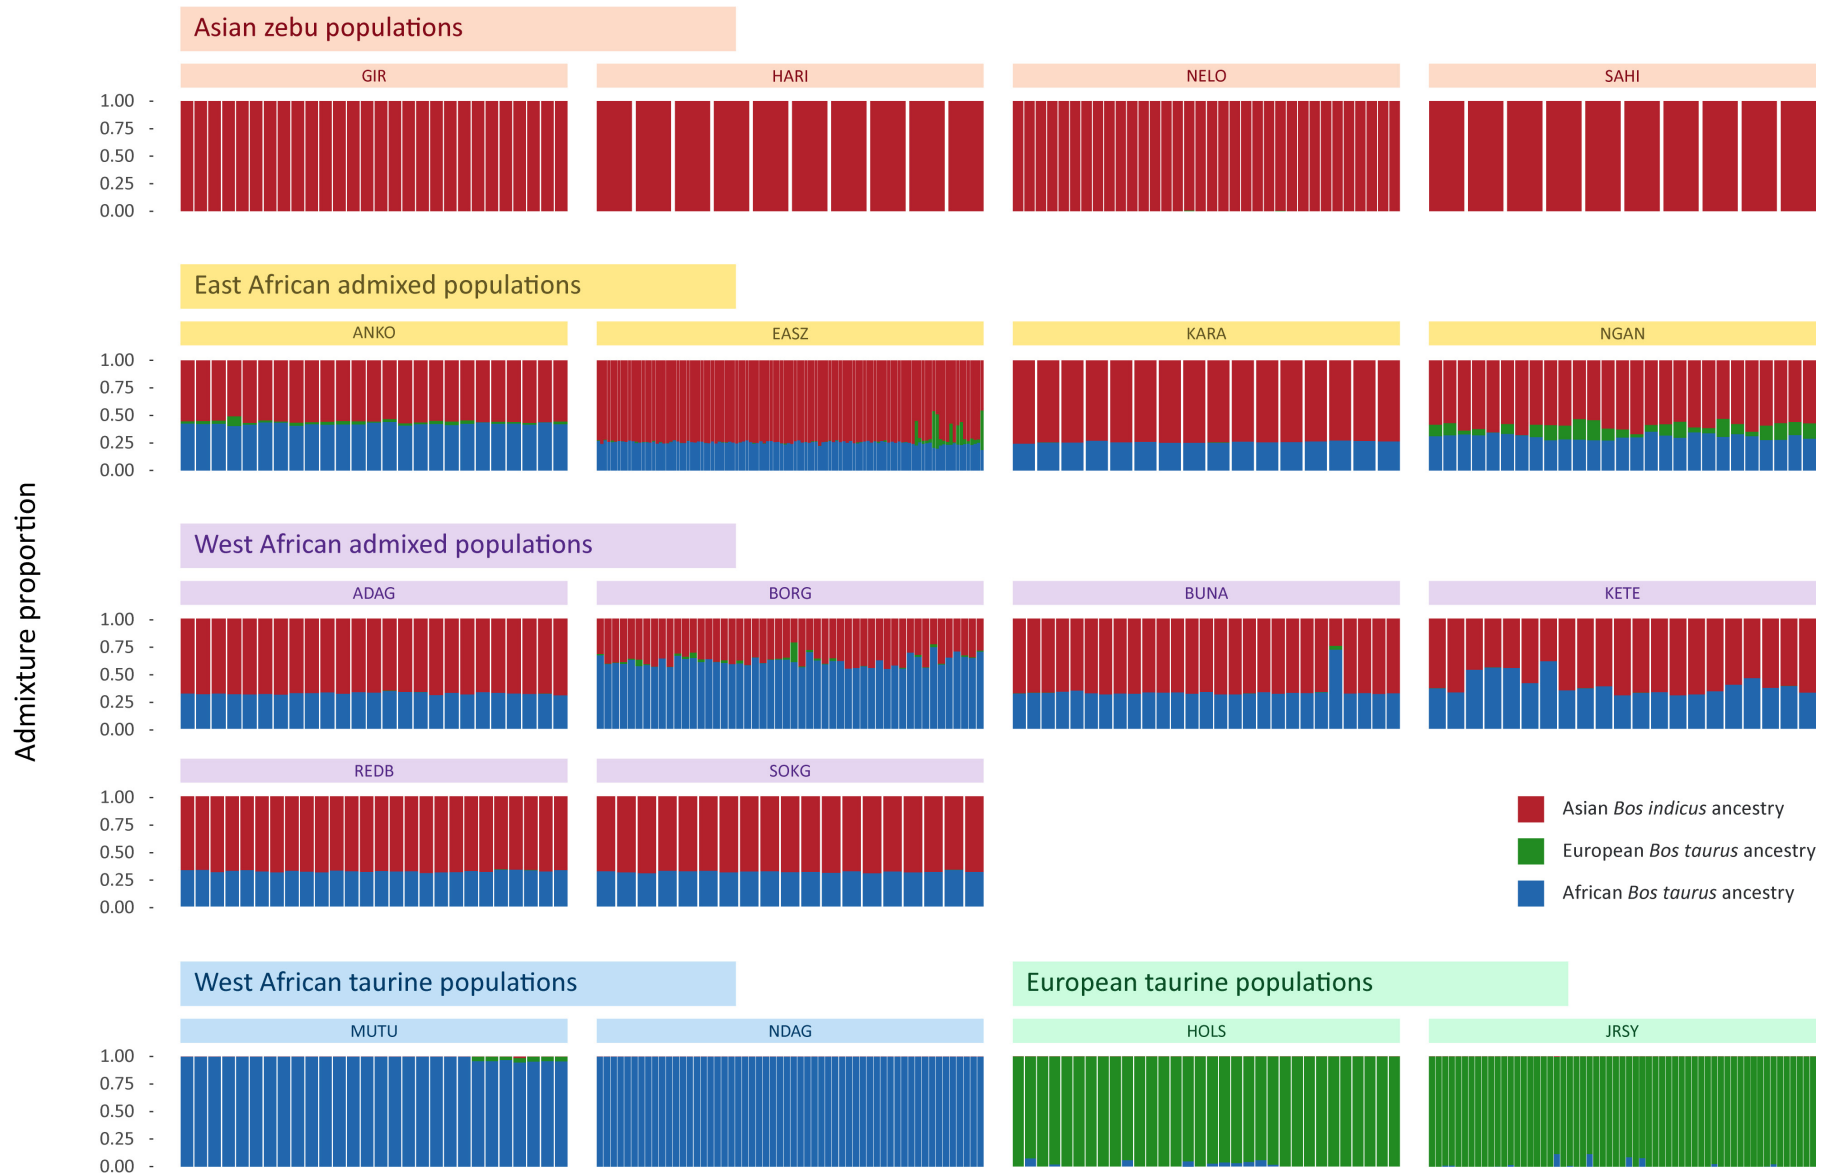 Asian zebu populations
GIR HARI NELO SAHI
1.00 -
0.75 -
0.50 -
0.25 -
0.00 -
East African admixed populations
ANKO EASZ KARA NGAN
1.00 -
0.75 -
0.50 -
0.25 -
0.00 -
Admixture proportion
West African admixed populations
ADAG BORG BUNA KETE
1.00 -
0.75 -
0.50 -
0.25 -
0.00 -
REDB SOKG
1.00 -
0.75 -
0.50 -
0.25 -
0.00 -
Asian Bos indicus ancestry
European Bos taurus ancestry
African Bos taurus ancestry
West African taurine populations European taurine populations
MUTU NDAG HOLS JRSY
1.00 -
0.75 -
0.50 -
0.25 -
0.00 -